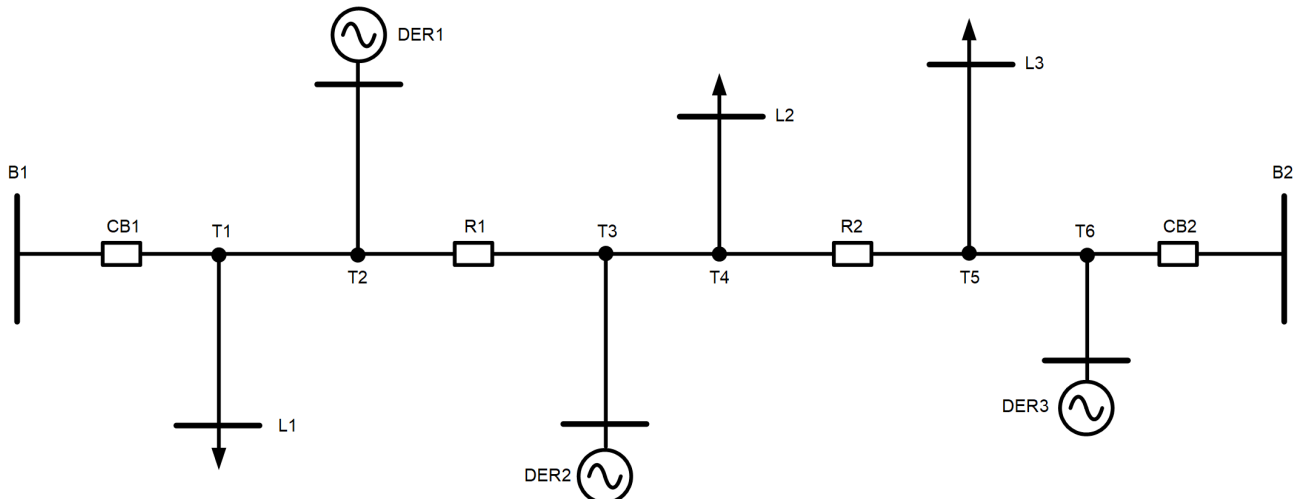 DER1
L3
L2
B1
B2
CB1
T1
R1
T3
R2
T6
CB2
T2
T4
T5
DER3
L1
DER2